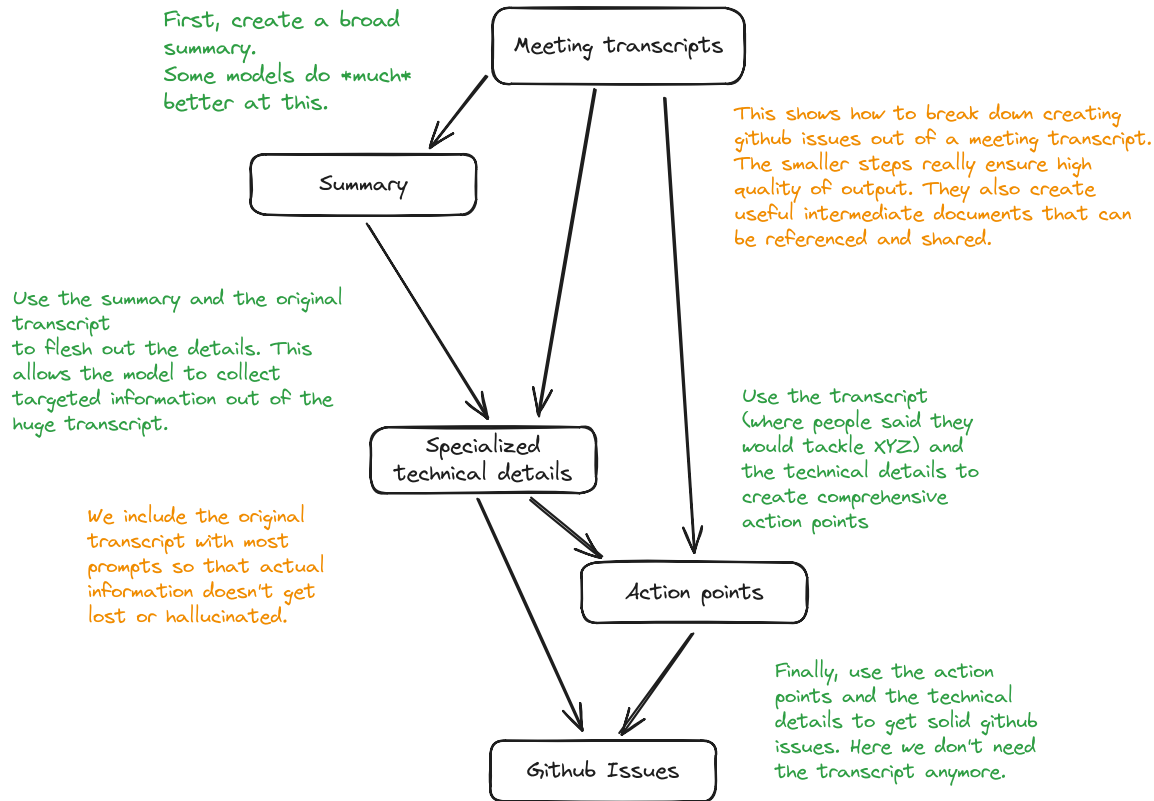 First, create a broad
summary.
Some models do *much*
better at this.
Meeting transcripts
This shows how to break down creating
github issues out of a meeting transcript.
The smaller steps really ensure high
quality of output. They also create
useful intermediate documents that can
be referenced and shared.
Summary
Use the summary and the original
transcript
to flesh out the details. This
allows the model to collect
targeted information out of the
huge transcript.
Use the transcript
(where people said they
would tackle XYZ) and
the technical details to
create comprehensive
action points
Specialized
technical details
We include the original
transcript with most
prompts so that actual
information doesn't get
lost or hallucinated.
Action points
Finally, use the action
points and the technical
details to get solid github
issues. Here we don't need
the transcript anymore.
Github Issues